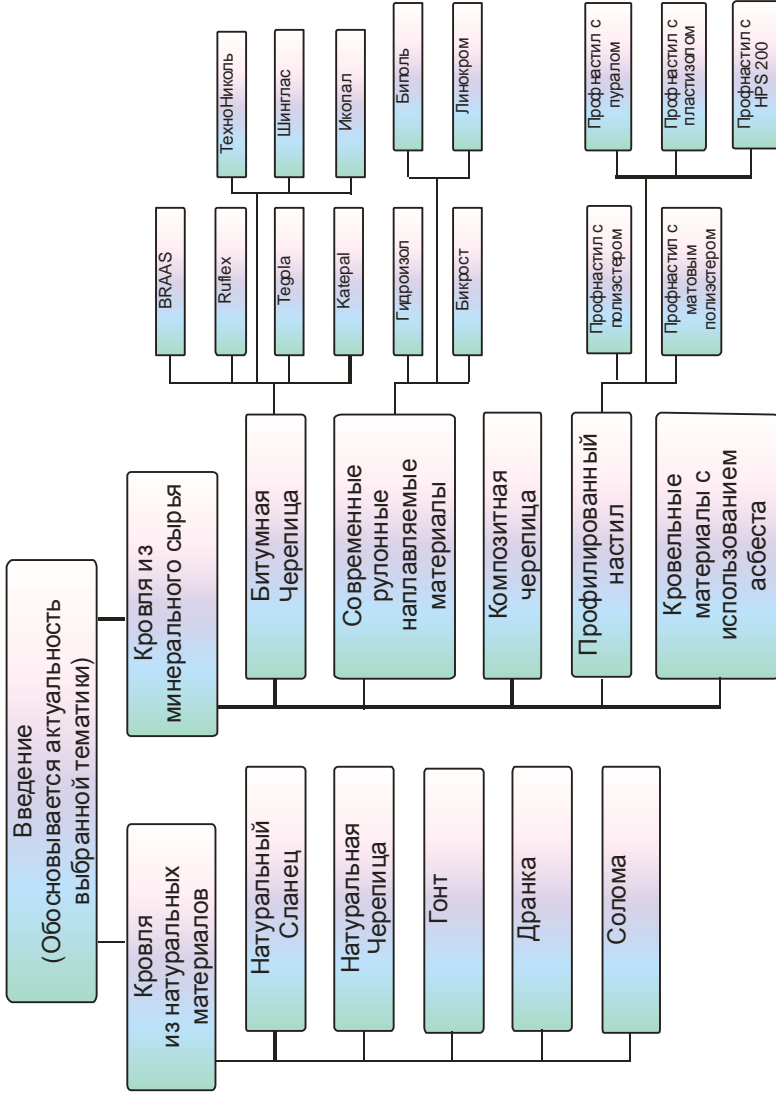 Введение
(Обосновывается актуальность
выбранной тематики)
Кровля
из натуральных
материалов
Натуральный
Сланец
Натуральная
Черепица
Гонт
Дранка
Солома
Кровля из
минерального сырья
Битумная
Черепица
BRAAS
Ruflex
Tegola
Katepal
ТехноНиколь
Шинглас
Икопал
Современные
рулонные
наплавляемые
материалы
Гидроизол
Бикрост
Биполь
Линокром
Композитная
черепица
Профилированный
настил
Профнастил с
полиэстером
Профнастил с
матовым
полиэстером
Профнастил с
пуралом
Профнастил с
пластизолом
Профнастил с
HPS 200
Кровельные
материалы с
использованием
асбеста